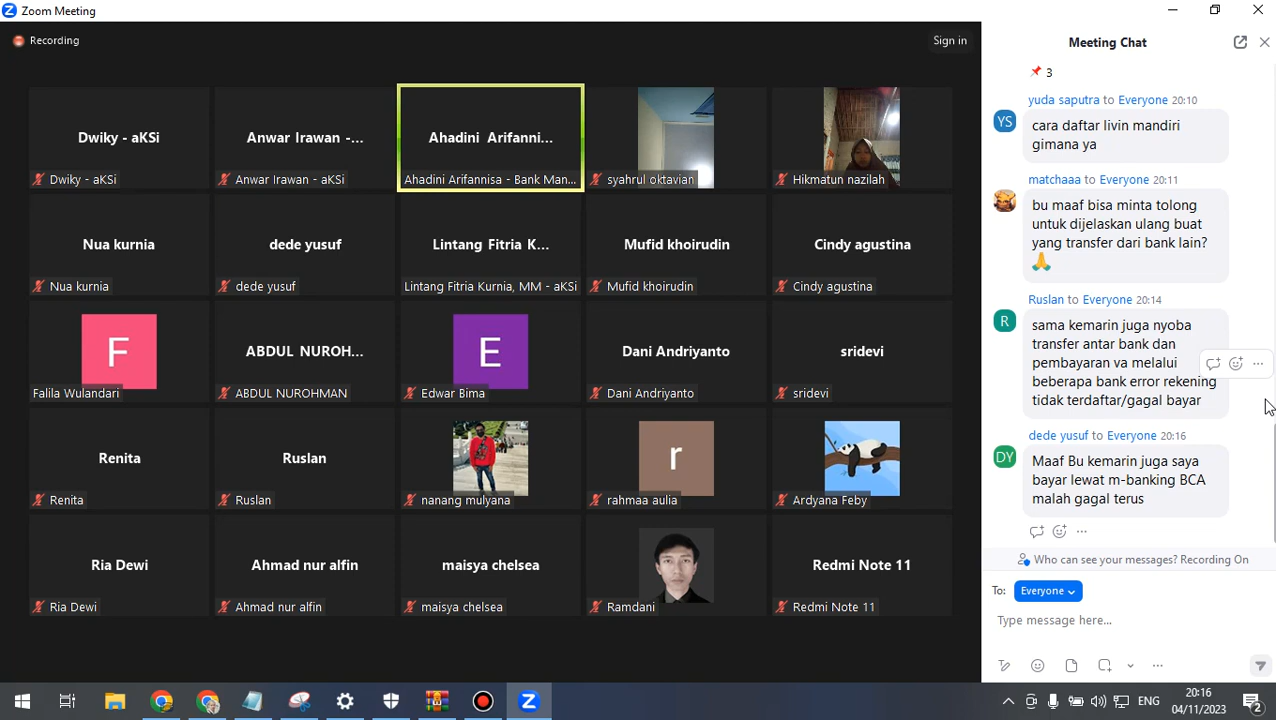 Zoom Meeting
Recording
Sign in
Dwiky - aKSi
Anwar Irawan -...
Ahadini Arifanni...
Dwiky - aKSi
Anwar Irawan - aKSi
Ahadini Arifannisa - Bank Man...
syahrul oktavian
Hikmatun nazilah
Nua kurnia
dede yusuf
Lintang Fitria K...
Mufid khoirudin
Cindy agustina
Nua kurnia
dede yusuf
Lintang Fitria Kurnia, MM - aKSi
Mufid khoirudin
Cindy agustina
F
ABDUL NUROH...
E
Dani Andriyanto
sridevi
Falila Wulandari
ABDUL NUROHMAN
Edwar Bima
Dani Andriyanto
sridevi
Renita
Ruslan
r
Renita
Ruslan
nanang mulyana
rahmaa aulia
Ardyana Feby
Ria Dewi
Ahmad nur alfin
maisya chelsea
Redmi Note 11
Ria Dewi
Ahmad nur alfin
maisya chelsea
Ramdani
Redmi Note 11
Meeting Chat
3
yuda saputra to Everyone 20:10
YS
cara daftar livin mandiri
gimana ya
matchaaa to Everyone 20:11
bu maaf bisa minta tolong
untuk dijelaskan ulang buat
yang transfer dari bank lain?
Ruslan to Everyone 20:14
R
sama kemarin juga nyoba
transfer antar bank dan
pembayaran va melalui
beberapa bank error rekening
tidak terdaftar/gagal bayar
dede yusuf to Everyone 20:16
DY
Maaf Bu kemarin juga saya
bayar lewat m-banking BCA
malah gagal terus
Who can see your messages? Recording On
To: Everyone
Type message here...
ENG
20:16
04/11/2023
2